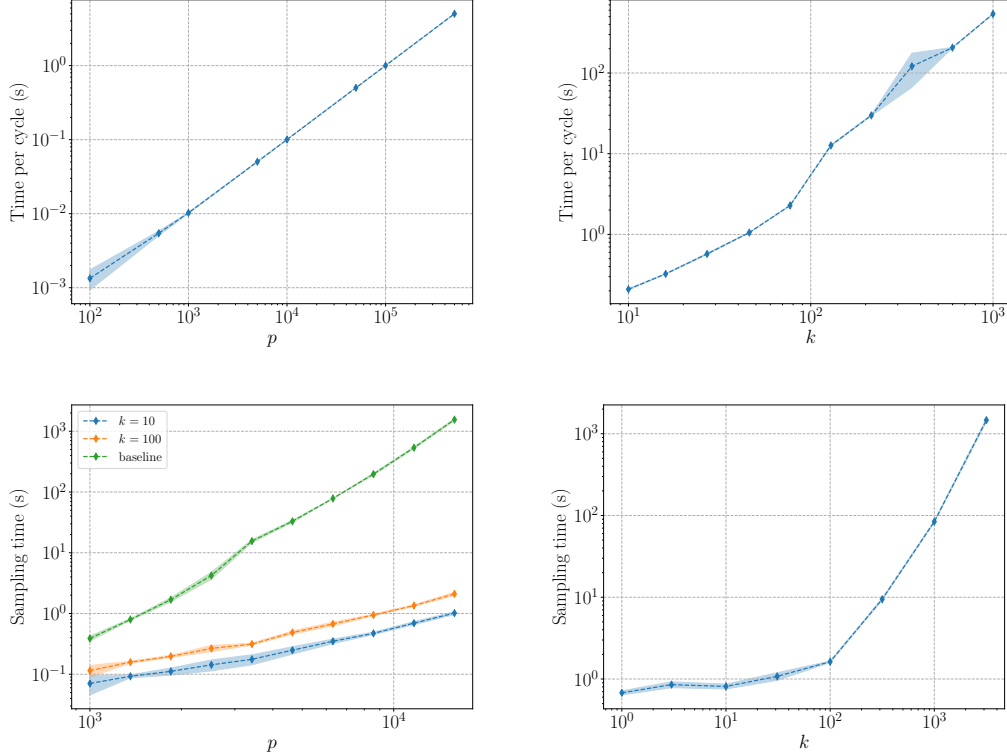 Time per cycle (s)
10^0
10^{-1}
10^{-2}
10^{-3}
10^2 10^3 10^4 10^5
p
Time per cycle (s)
10^2
10^1
10^0
10^1 10^2 10^3
k
Sampling time (s)
10^3
10^2
10^1
10^0
10^{-1}
k = 10
k = 100
baseline
10^3 10^4
p
Sampling time (s)
10^3
10^2
10^1
10^0
10^0 10^1 10^2 10^3
k